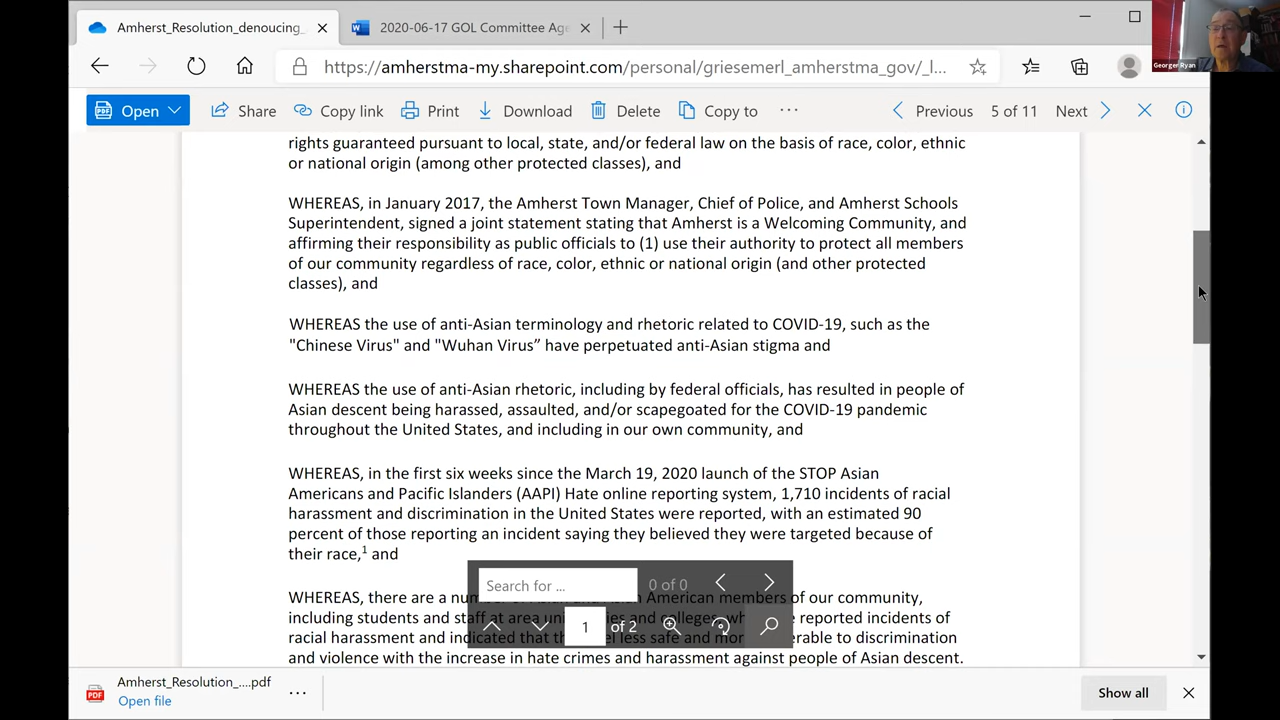 Amherst_Resolution_denoucing_
2020-06-17 GOL Committee Age
https://amherstma_gov
Georger Ryan
Open
Share
Copy link
Print
Download
Delete
Copy to
Previous
5 of 11
Next
rights guaranteed pursuant to local, state, and/or federal law on the basis of race, color, ethnic
or national origin (among other protected classes), and
WHEREAS, in January 2017, the Amherst Town Manager, Chief of Police, and Amherst Schools
Superintendent, signed a joint statement stating that Amherst is a Welcoming Community, and
affirming their responsibility as public officials to (1) use their authority to protect all members
of our community regardless of race, color, ethnic or national origin (and other protected
classes), and
WHEREAS the use of anti-Asian terminology and rhetoric related to COVID-19, such as the
"Chinese Virus" and "Wuhan Virus” have perpetuated anti-Asian stigma and
WHEREAS the use of anti-Asian rhetoric, including by federal officials, has resulted in people of
Asian descent being harassed, assaulted, and/or scapegoated for the COVID-19 pandemic
throughout the United States, and including in our own community, and
WHEREAS, in the first six weeks since the March 19, 2020 launch of the STOP Asian
Americans and Pacific Islanders (AAPI) Hate online reporting system, 1,710 incidents of racial
harassment and discrimination in the United States were reported, with an estimated 90
percent of those reporting an incident saying they believed they were targeted because of
their race,¹ and
Search for ...
0 of 0
WHEREAS, there are a American members of our community,
including students and staff at area and colleges reported incidents of
racial harassment and indicated that less safe and discrimination
and violence with the increase in hate crimes and harassment against people of Asian descent.
1 of 2
Amherst_Resolution_....pdf
Open file
Show all